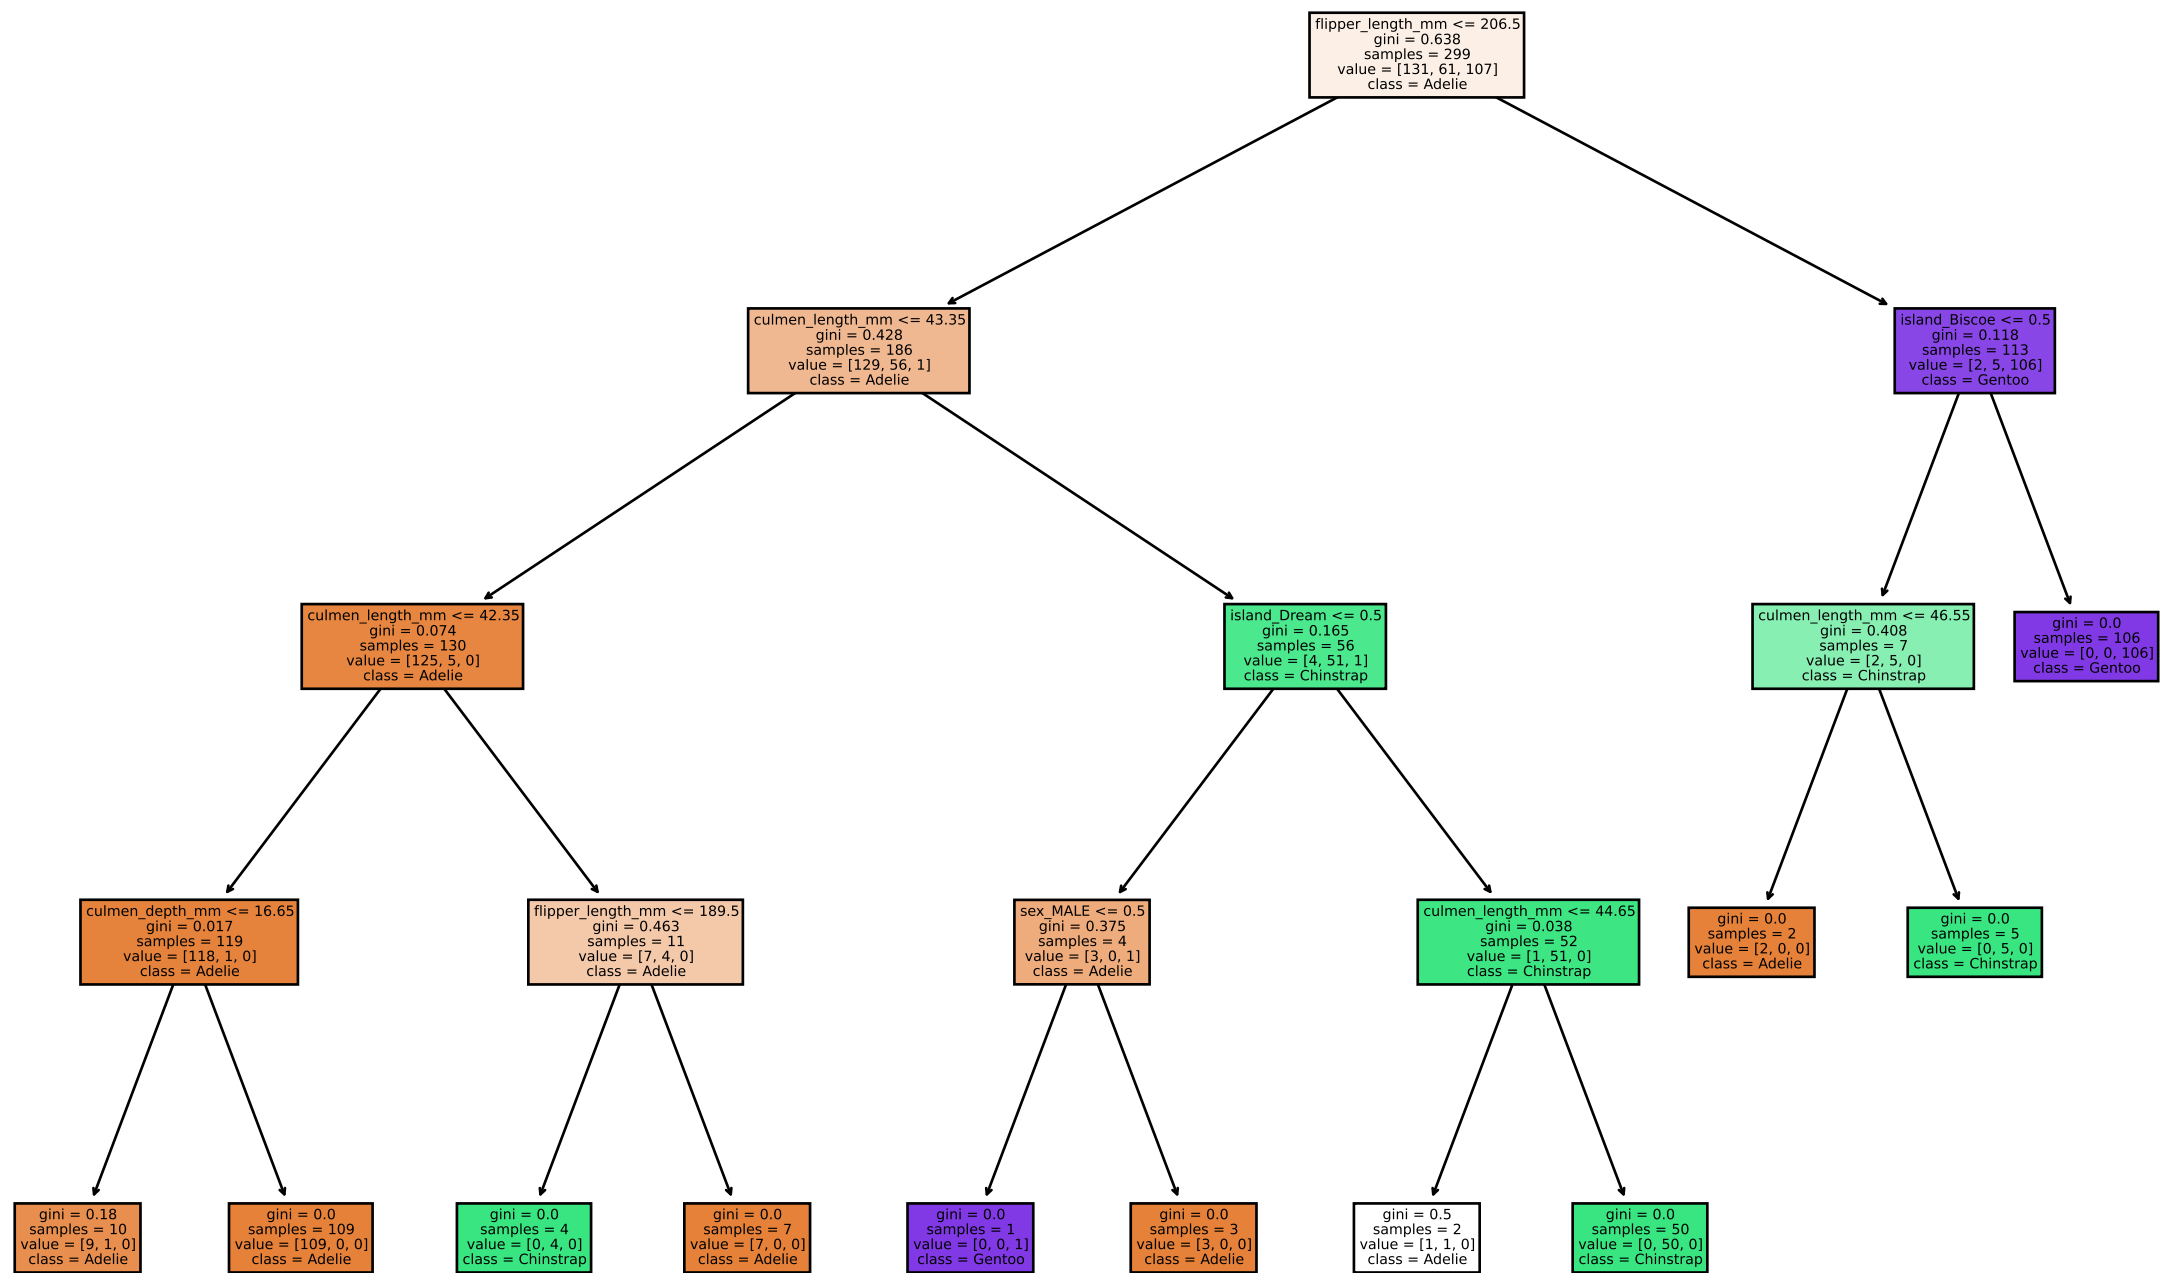 flipper_length_mm <= 206.5
gini = 0.638
samples = 299
value = [131, 61, 107]
class = Adelie
culmen_length_mm <= 43.35
gini = 0.428
samples = 186
value = [129, 56, 1]
class = Adelie
island_Biscoe <= 0.5
gini = 0.118
samples = 113
value = [2, 5, 106]
class = Gentoo
culmen_length_mm <= 42.35
gini = 0.074
samples = 130
value = [125, 5, 0]
class = Adelie
island_Dream <= 0.5
gini = 0.165
samples = 56
value = [4, 51, 1]
class = Chinstrap
culmen_length_mm <= 46.55
gini = 0.408
samples = 7
value = [2, 5, 0]
class = Chinstrap
gini = 0.0
samples = 106
value = [0, 0, 106]
class = Gentoo
culmen_depth_mm <= 16.65
gini = 0.017
samples = 119
value = [118, 1, 0]
class = Adelie
flipper_length_mm <= 189.5
gini = 0.463
samples = 11
value = [7, 4, 0]
class = Adelie
sex_MALE <= 0.5
gini = 0.375
samples = 4
value = [3, 0, 1]
class = Adelie
culmen_length_mm <= 44.65
gini = 0.038
samples = 52
value = [1, 51, 0]
class = Chinstrap
gini = 0.0
samples = 2
value = [2, 0, 0]
class = Adelie
gini = 0.0
samples = 5
value = [0, 5, 0]
class = Chinstrap
gini = 0.18
samples = 10
value = [9, 1, 0]
class = Adelie
gini = 0.0
samples = 109
value = [109, 0, 0]
class = Adelie
gini = 0.0
samples = 4
value = [0, 4, 0]
class = Chinstrap
gini = 0.0
samples = 7
value = [7, 0, 0]
class = Adelie
gini = 0.0
samples = 1
value = [0, 0, 1]
class = Gentoo
gini = 0.0
samples = 3
value = [3, 0, 0]
class = Adelie
gini = 0.5
samples = 2
value = [1, 1, 0]
class = Adelie
gini = 0.0
samples = 50
value = [0, 50, 0]
class = Chinstrap